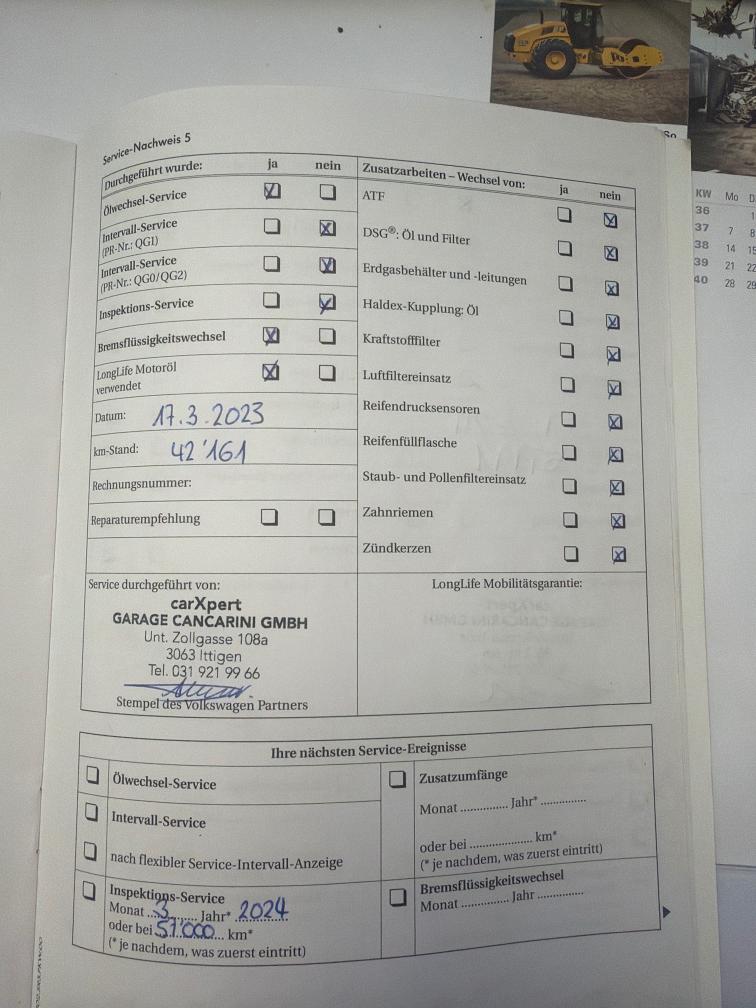 Service-Nachweis 5
Durchgeführt wurde: ja nein
Ölwechsel-Service
Intervall-Service
(PR-Nr.: QG1)
Intervall-Service
(PR-Nr.: QG0/QG2)
Inspektions-Service
Bremsflüssigkeitswechsel
LongLife Motoröl
verwendet
Datum: 17.3.2023
km-Stand: 42'161
Rechnungsnummer:
Reparaturempfehlung
Zusatzarbeiten – Wechsel von: ja nein
ATF
DSG®: Öl und Filter
Erdgasbehälter und -leitungen
Haldex-Kupplung: Öl
Kraftstofffilter
Luftfiltereinsatz
Reifendrucksensoren
Reifenfüllflasche
Staub- und Pollenfiltereinsatz
Zahnriemen
Zündkerzen
Service durchgeführt von:
carXpert
GARAGE CANCARINI GMBH
Unt. Zollgasse 108a
3063 Ittigen
Tel. 031 921 99 66
Stempel des Volkswagen Partners
LongLife Mobilitätsgarantie:
Ihre nächsten Service-Ereignisse
Ölwechsel-Service
Intervall-Service
nach flexibler Service-Intervall-Anzeige
Inspektions-Service
Monat ...3...... Jahr* 2024
oder bei 51'000... km*
(* je nachdem, was zuerst eintritt)
Zusatzumfänge
Monat .............. Jahr* ..............
oder bei ................... km*
(* je nachdem, was zuerst eintritt)
Bremsflüssigkeitswechsel
Monat .............. Jahr ..............
So
KW Mo D
36 1
37 7 8
38 14 15
39 21 22
40 28 29